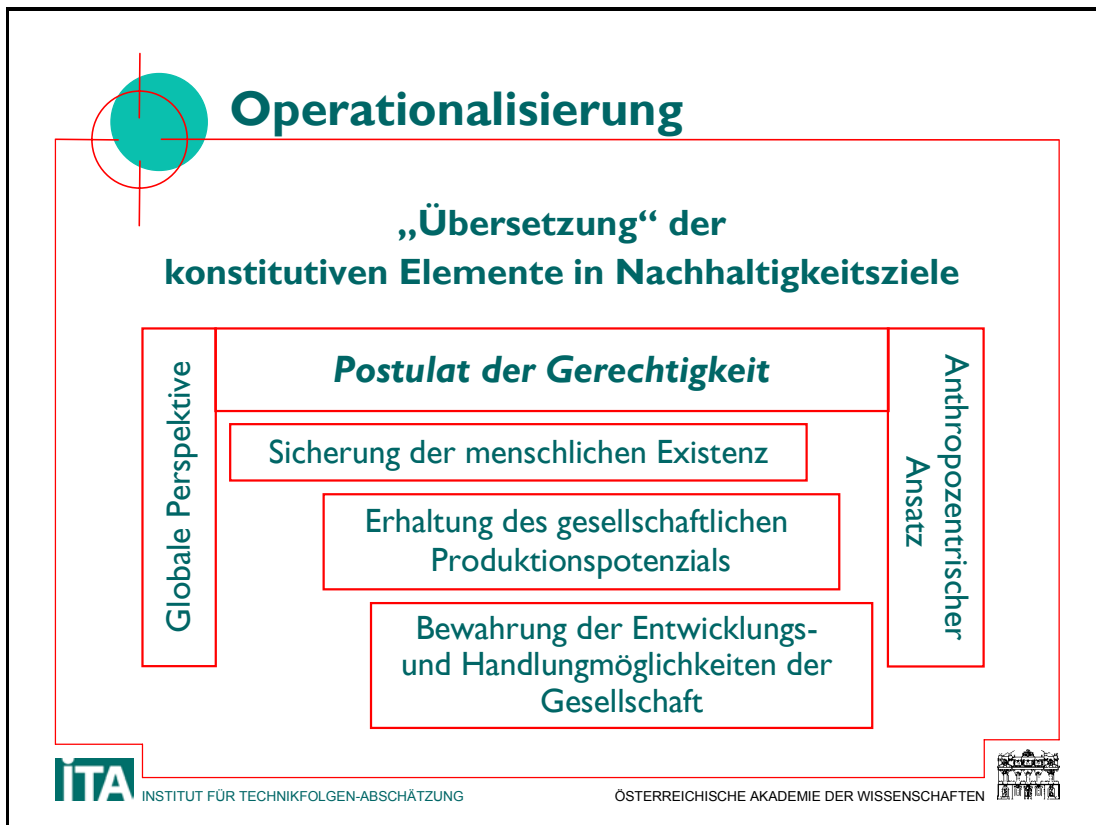 Operationalisierung
„Übersetzung“ der
konstitutiven Elemente in Nachhaltigkeitsziele
Globale Perspektive
Postulat der Gerechtigkeit
Sicherung der menschlichen Existenz
Erhaltung des gesellschaftlichen
Produktionspotenzials
Bewahrung der Entwicklungs-
und Handlungmöglichkeiten der
Gesellschaft
Anthropozentrischer
Ansatz
ITA
INSTITUT FÜR TECHNIKFOLGEN-ABSCHÄTZUNG
ÖSTERREICHISCHE AKADEMIE DER WISSENSCHAFTEN